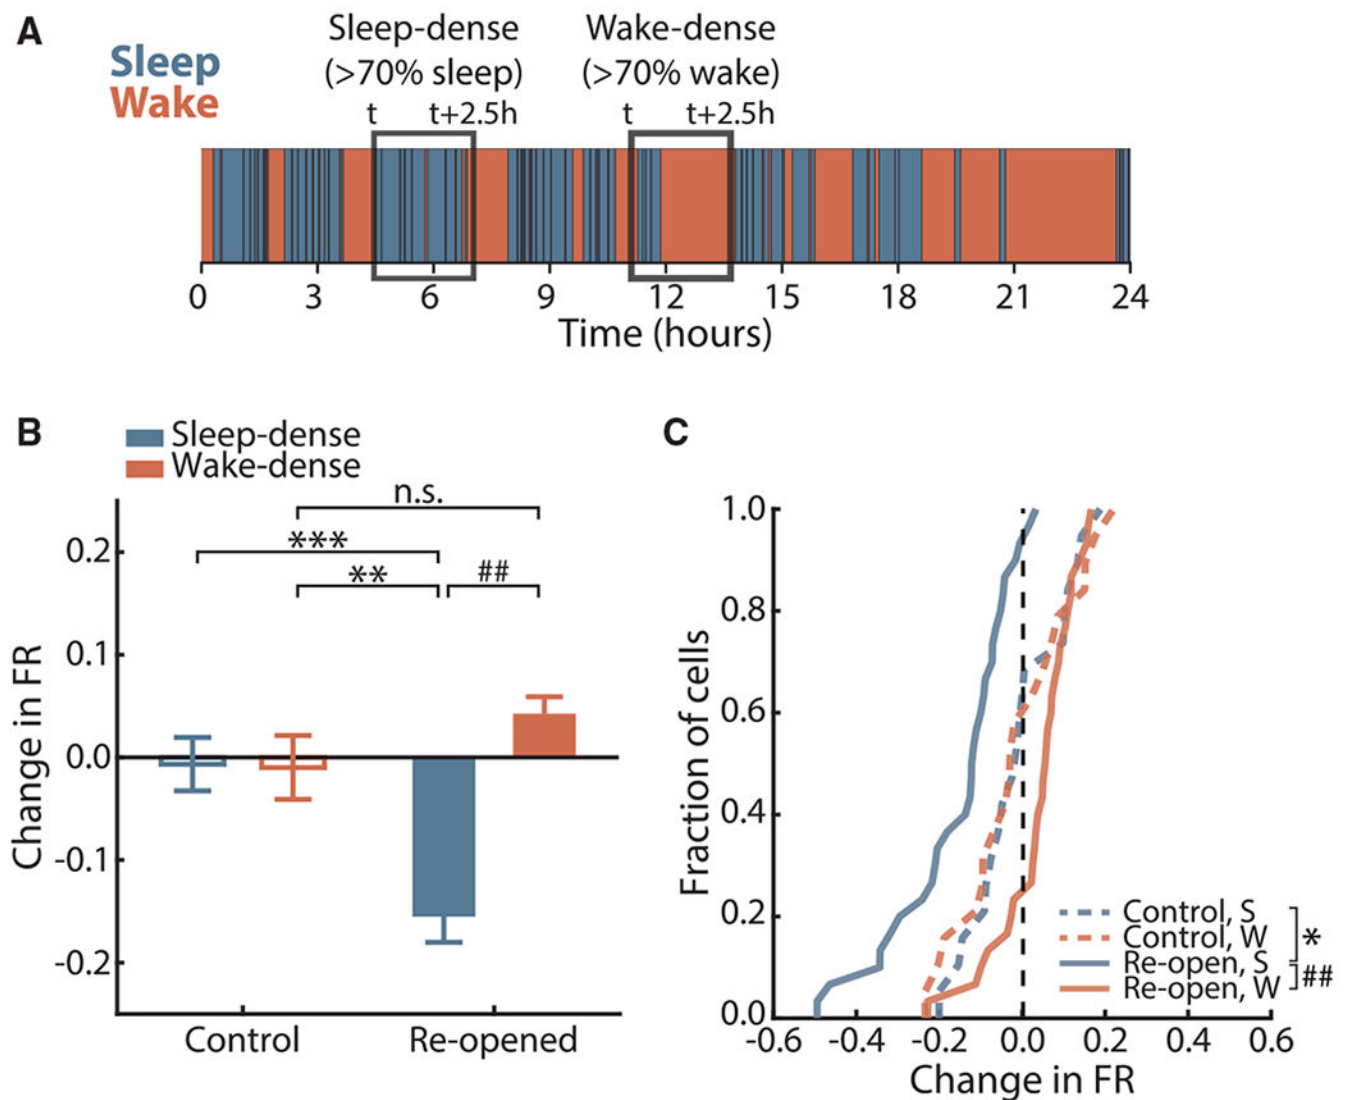 A
Sleep
Wake
Sleep-dense
(>70% sleep)
t t+2.5h
Wake-dense
(>70% wake)
t t+2.5h
0 3 6 9 12 15 18 21 24
Time (hours)
B
Sleep-dense
Wake-dense
n.s.
***
** ##
0.2
0.1
0.0
-0.1
-0.2
Change in FR
Control Re-opened
C
1.0
0.8
0.6
0.4
0.2
0.0
Fraction of cells
Control, S
Control, W
Re-open, S
Re-open, W
*
##
-0.6 -0.4 -0.2 0.0 0.2 0.4 0.6
Change in FR